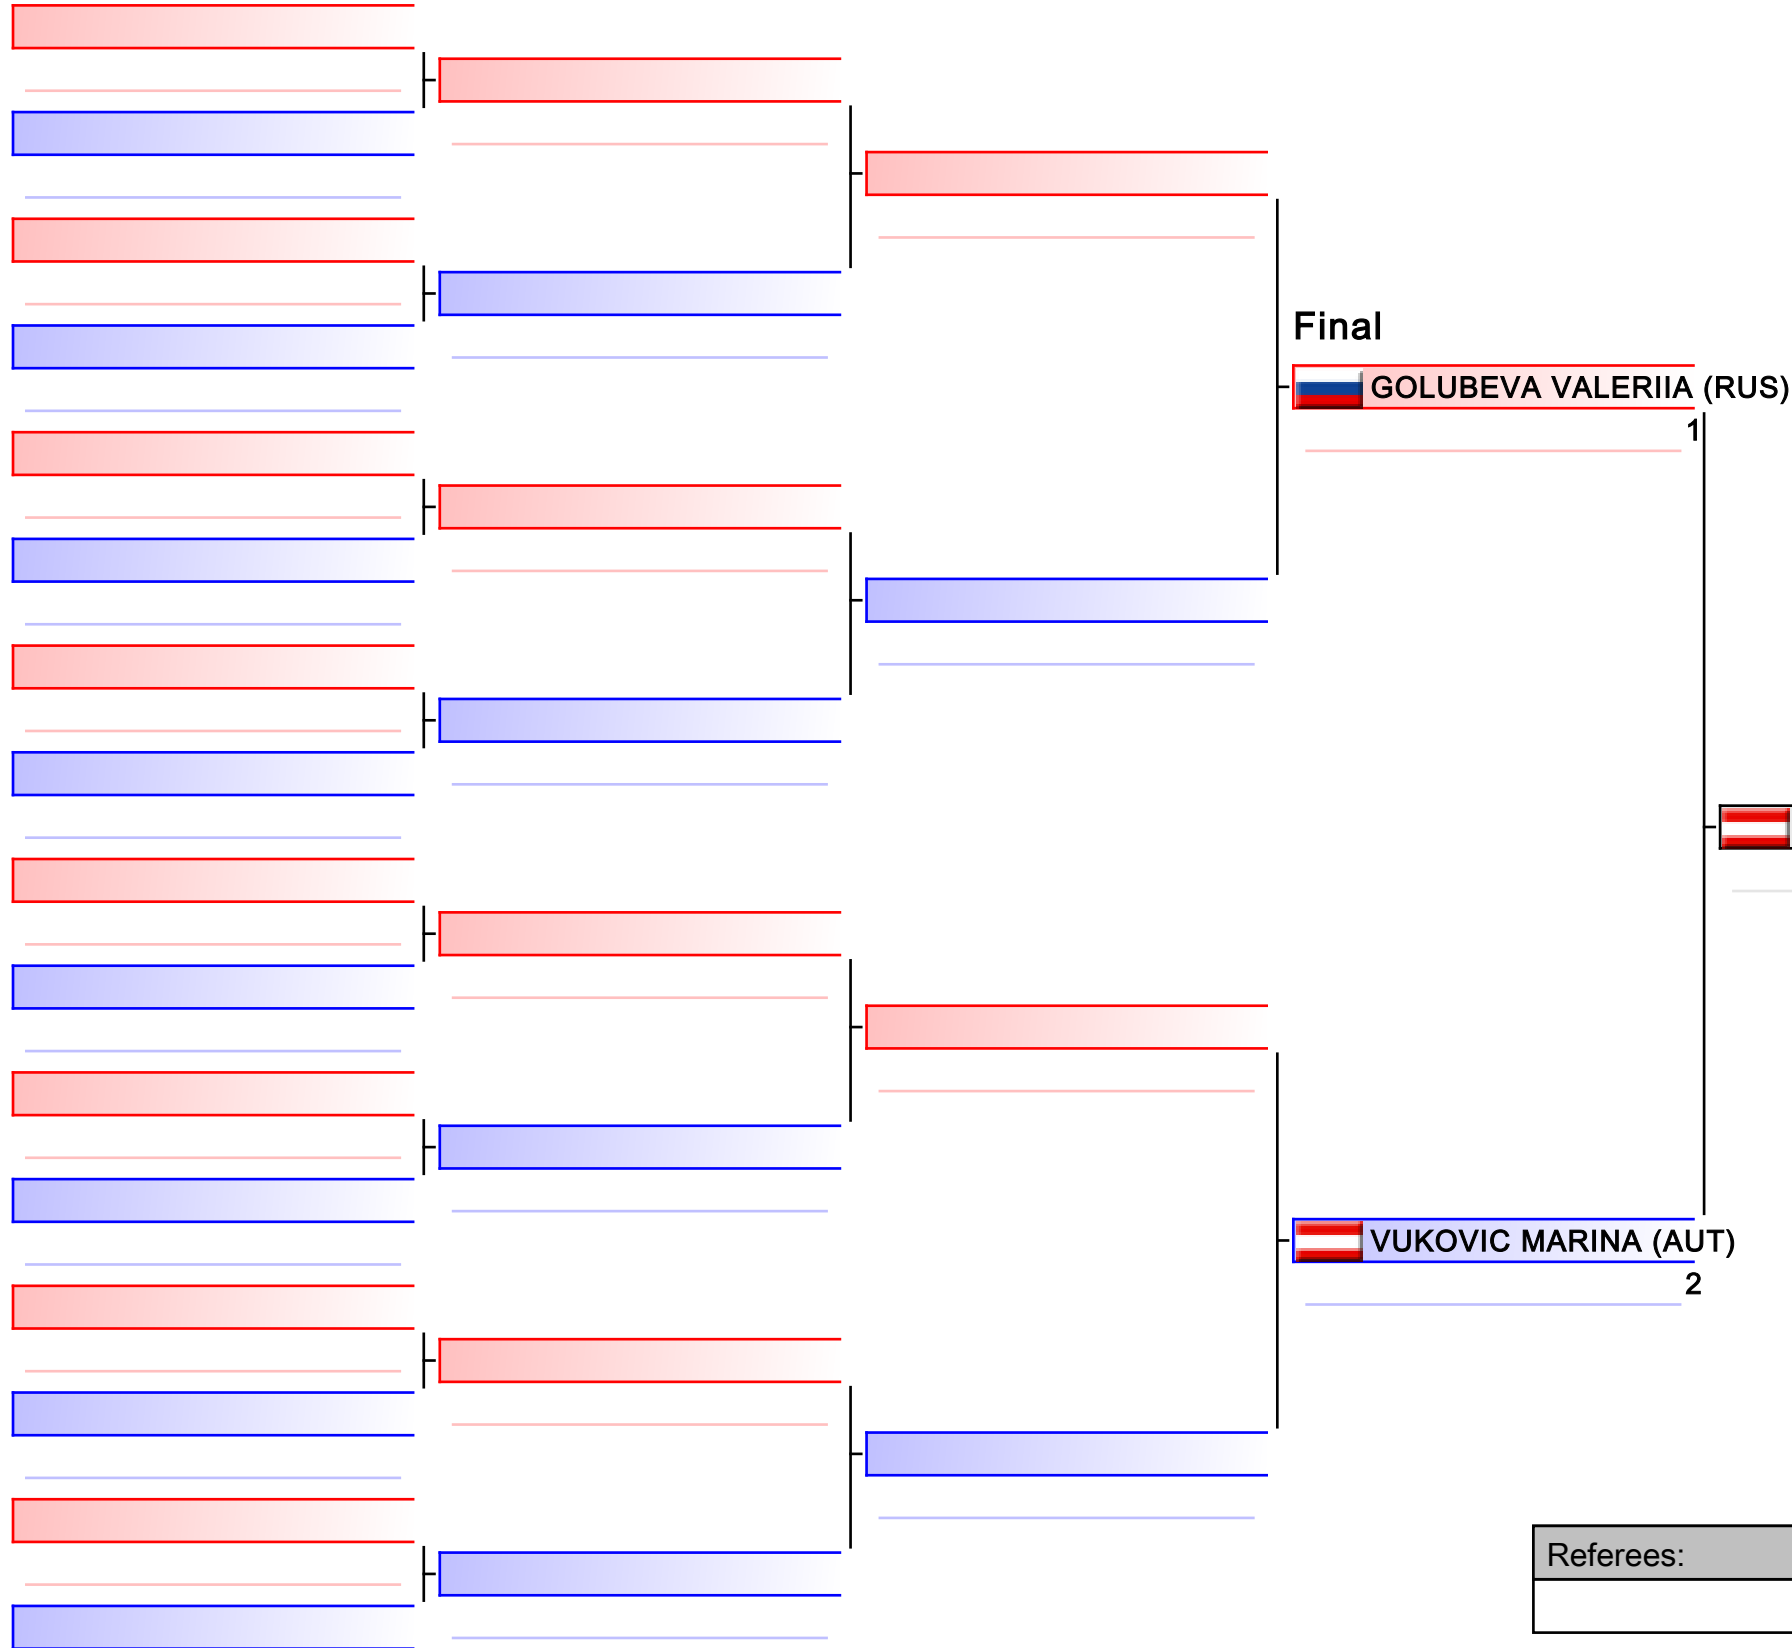 Final
GOLUBEVA VALERIIA (RUS)
1
VUKOVIC MARINA (AUT)
2
Referees: